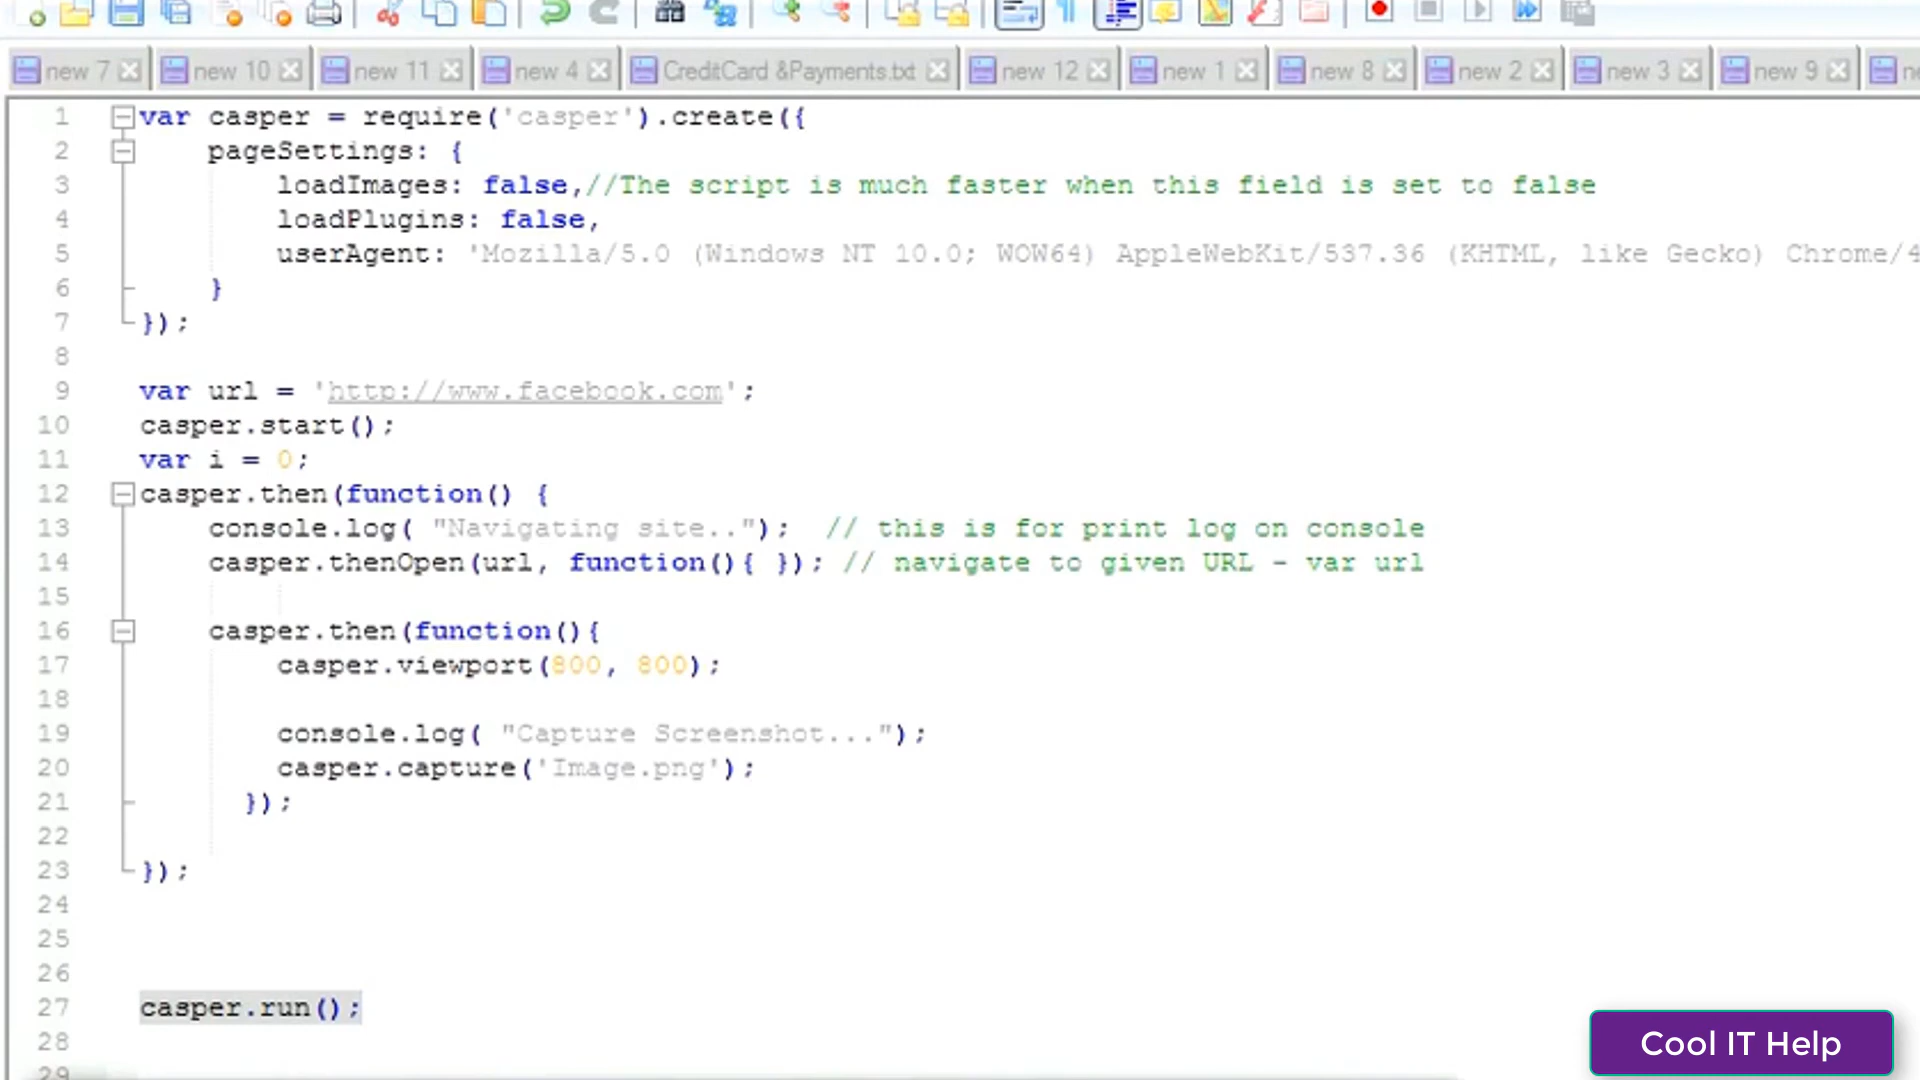 new 7 new 10 new 11 new 4 CreditCard &Payments.txt new 12 new 1 new 8 new 2 new 3 new 9
1 var casper = require('casper').create({
2 pageSettings: {
3 loadImages: false,//The script is much faster when this field is set to false
4 loadPlugins: false,
5 userAgent: 'Mozilla/5.0 (Windows NT 10.0; WOW64) AppleWebKit/537.36 (KHTML, like Gecko) Chrome/4
6 }
7 });
8
9 var url = 'http://www.facebook.com';
10 casper.start();
11 var i = 0;
12 casper.then(function() {
13 console.log( "Navigating site.."); // this is for print log on console
14 casper.thenOpen(url, function(){ }); // navigate to given URL - var url
15
16 casper.then(function(){
17 casper.viewport(800, 800);
18
19 console.log( "Capture Screenshot...");
20 casper.capture('Image.png');
21 });
22
23 });
24
25
26
27 casper.run();
28
29
Cool IT Help